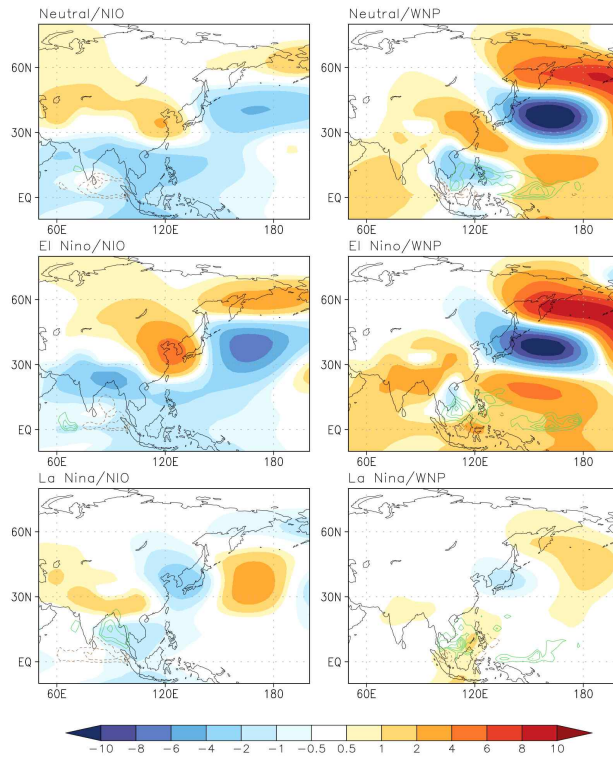 Neutral/NIO
Neutral/WNP
60N
30N
EQ
60E
120E
180
60N
30N
EQ
60E
120E
180
El Nino/NIO
El Nino/WNP
60N
30N
EQ
60E
120E
180
60N
30N
EQ
60E
120E
180
La Nina/NIO
La Nina/WNP
60N
30N
EQ
60E
120E
180
60N
30N
EQ
60E
120E
180
-10 -8 -6 -4 -2 -1 -0.5 0.5 1 2 4 6 8 10